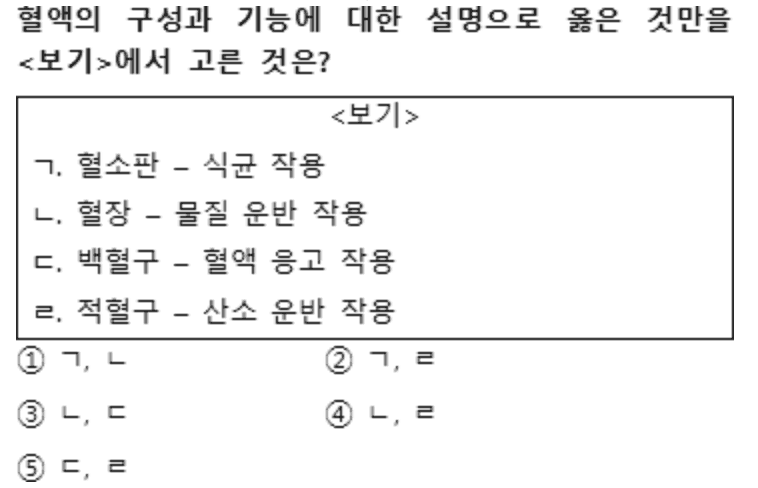 혈액의 구성과 기능에 대한 설명으로 옳은 것만을
<보기>에서 고른 것은?
<보기>
ㄱ. 혈소판 – 식균 작용
ㄴ. 혈장 – 물질 운반 작용
ㄷ. 백혈구 – 혈액 응고 작용
ㄹ. 적혈구 – 산소 운반 작용
① ㄱ, ㄴ ② ㄱ, ㄹ
③ ㄴ, ㄷ ④ ㄴ, ㄹ
⑤ ㄷ, ㄹ